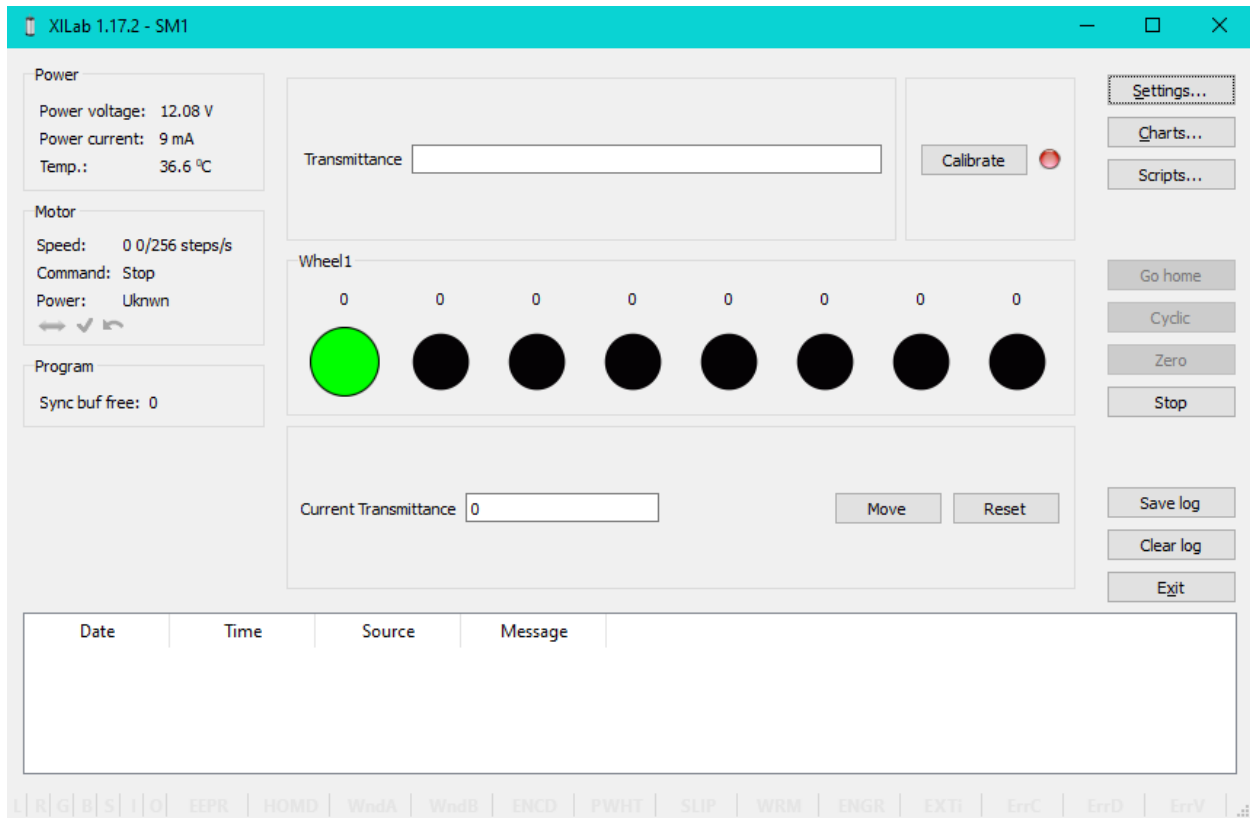 XILab 1.17.2 - SM1
Power
Power voltage: 12.08 V
Power current: 9 mA
Temp.: 36.6 ⁰C
Motor
Speed: 0 0/256 steps/s
Command: Stop
Power: Uknwn
Program
Sync buf free: 0
Transmittance
Calibrate
Wheel1
0 0 0 0 0 0 0 0
Current Transmittance 0
Move Reset
Settings...
Charts...
Scripts...
Go home
Cyclic
Zero
Stop
Save log
Clear log
Exit
Date Time Source Message
L R G B S I O EEPR HOMD WndA WndB ENCD PWHT SLIP WRM ENGR EXTi ErrC ErrD ErrV